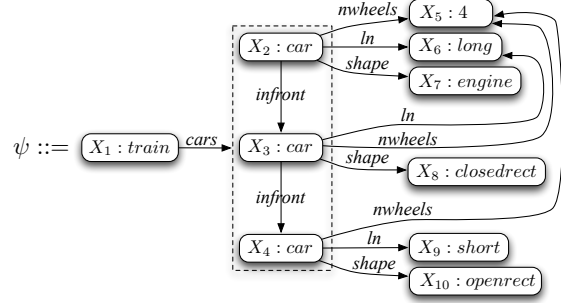 nwheels
X₅ : 4
X₂ : car
ln
X₆ : long
shape
X₇ : engine
infront
ln
ψ ::= X₁ : train
cars
X₃ : car
nwheels
shape
X₈ : closedrect
infront
nwheels
X₄ : car
ln
X₉ : short
shape
X₁₀ : openrect